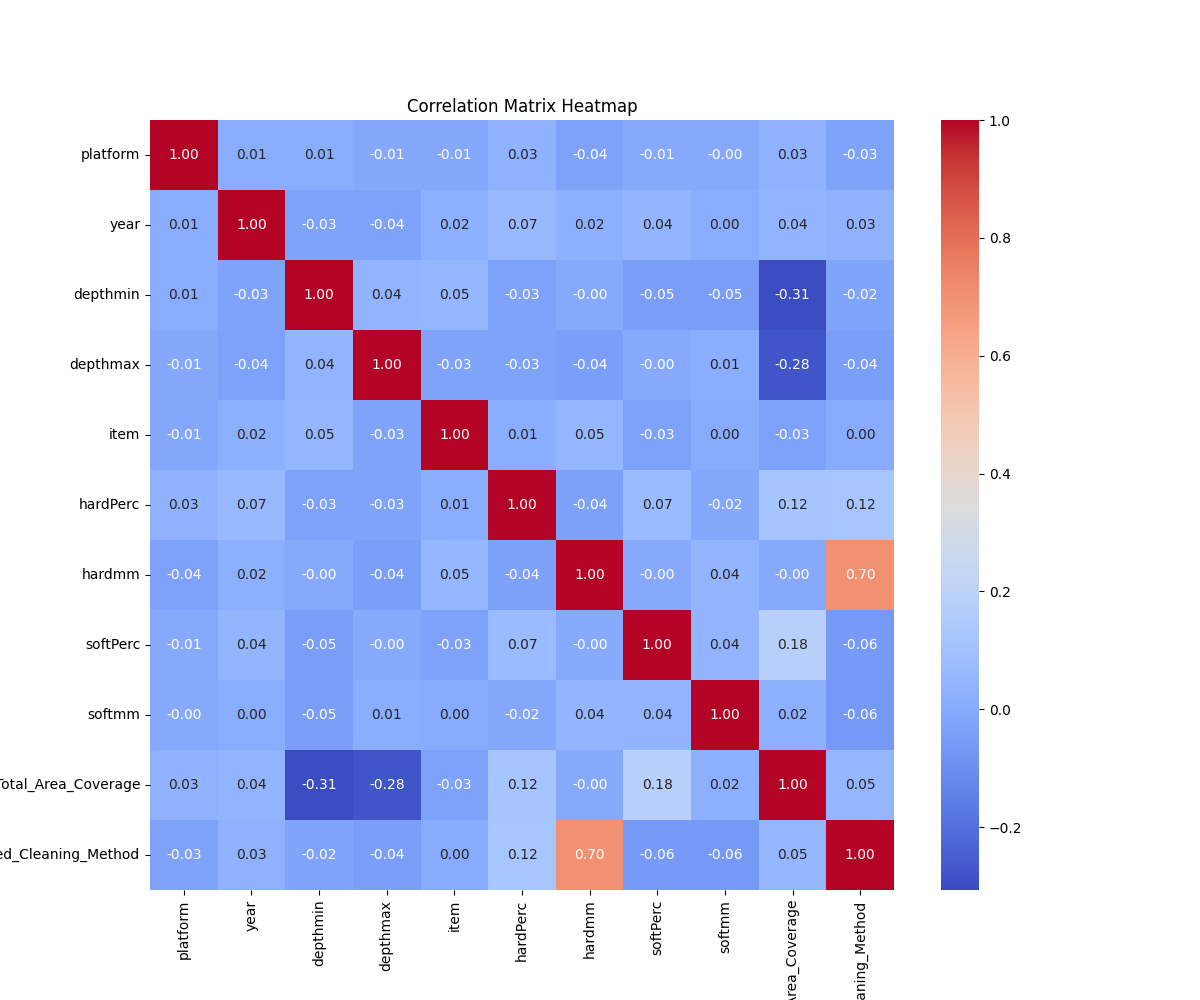 Correlation Matrix Heatmap
platform 1.00 0.01 0.01 -0.01 -0.01 0.03 -0.04 -0.01 -0.00 0.03 -0.03
year 0.01 1.00 -0.03 -0.04 0.02 0.07 0.02 0.04 0.00 0.04 0.03
depthmin 0.01 -0.03 1.00 0.04 0.05 -0.03 -0.00 -0.05 -0.05 -0.31 -0.02
depthmax -0.01 -0.04 0.04 1.00 -0.03 -0.03 -0.04 -0.00 0.01 -0.28 -0.04
item -0.01 0.02 0.05 -0.03 1.00 0.01 0.05 -0.03 0.00 -0.03 0.00
hardPerc 0.03 0.07 -0.03 -0.03 0.01 1.00 -0.04 0.07 -0.02 0.12 0.12
hardmm -0.04 0.02 -0.00 -0.04 0.05 -0.04 1.00 -0.00 0.04 -0.00 0.70
softPerc -0.01 0.04 -0.05 -0.00 -0.03 0.07 -0.00 1.00 0.04 0.18 -0.06
softmm -0.00 0.00 -0.05 0.01 0.00 -0.02 0.04 0.04 1.00 0.02 -0.06
Total_Area_Coverage 0.03 0.04 -0.31 -0.28 -0.03 0.12 -0.00 0.18 0.02 1.00 0.05
ed_Cleaning_Method -0.03 0.03 -0.02 -0.04 0.00 0.12 0.70 -0.06 -0.06 0.05 1.00
platform
year
depthmin
depthmax
item
hardPerc
hardmm
softPerc
softmm
Area_Coverage
aning_Method
1.0
0.8
0.6
0.4
0.2
0.0
−0.2